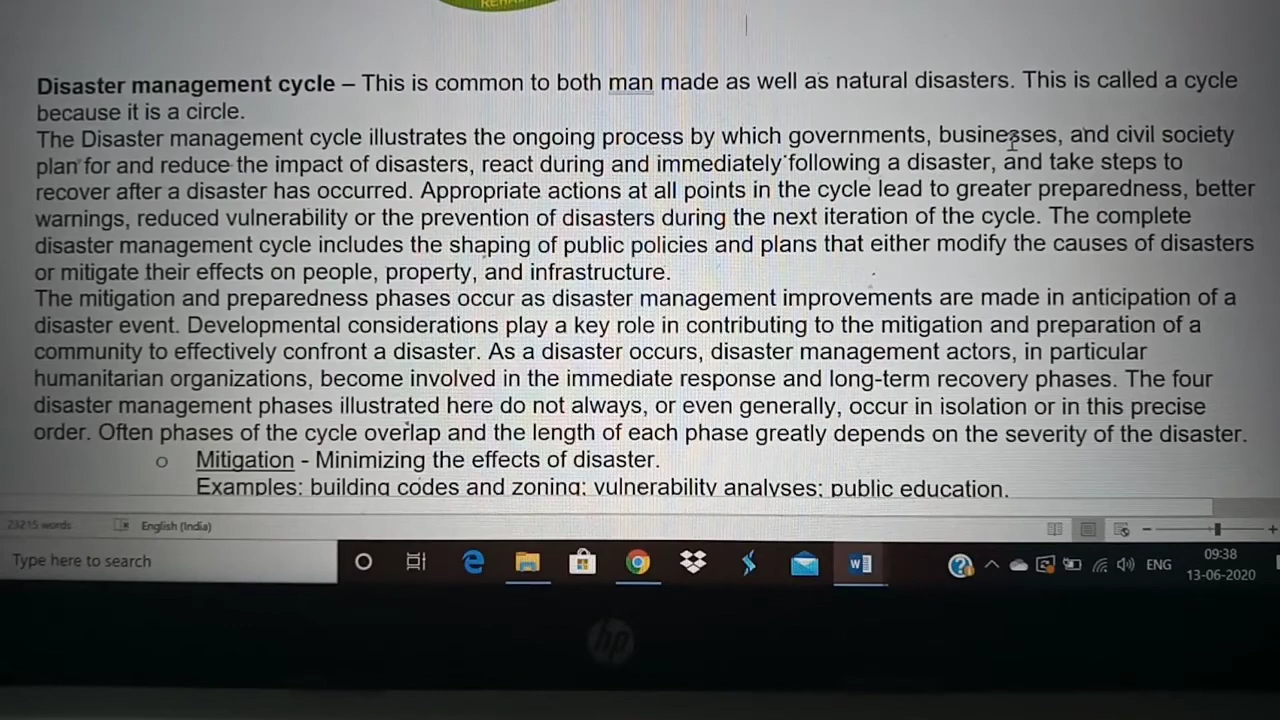 Disaster management cycle – This is common to both man made as well as natural disasters. This is called a cycle
because it is a circle.
The Disaster management cycle illustrates the ongoing process by which governments, businesses, and civil society
plan for and reduce the impact of disasters, react during and immediately following a disaster, and take steps to
recover after a disaster has occurred. Appropriate actions at all points in the cycle lead to greater preparedness, better
warnings, reduced vulnerability or the prevention of disasters during the next iteration of the cycle. The complete
disaster management cycle includes the shaping of public policies and plans that either modify the causes of disasters
or mitigate their effects on people, property, and infrastructure.
The mitigation and preparedness phases occur as disaster management improvements are made in anticipation of a
disaster event. Developmental considerations play a key role in contributing to the mitigation and preparation of a
community to effectively confront a disaster. As a disaster occurs, disaster management actors, in particular
humanitarian organizations, become involved in the immediate response and long-term recovery phases. The four
disaster management phases illustrated here do not always, or even generally, occur in isolation or in this precise
order. Often phases of the cycle overlap and the length of each phase greatly depends on the severity of the disaster.
o Mitigation - Minimizing the effects of disaster.
Examples: building codes and zoning; vulnerability analyses; public education.
23215 words English (India)
Type here to search
ENG
09:38
13-06-2020
hp